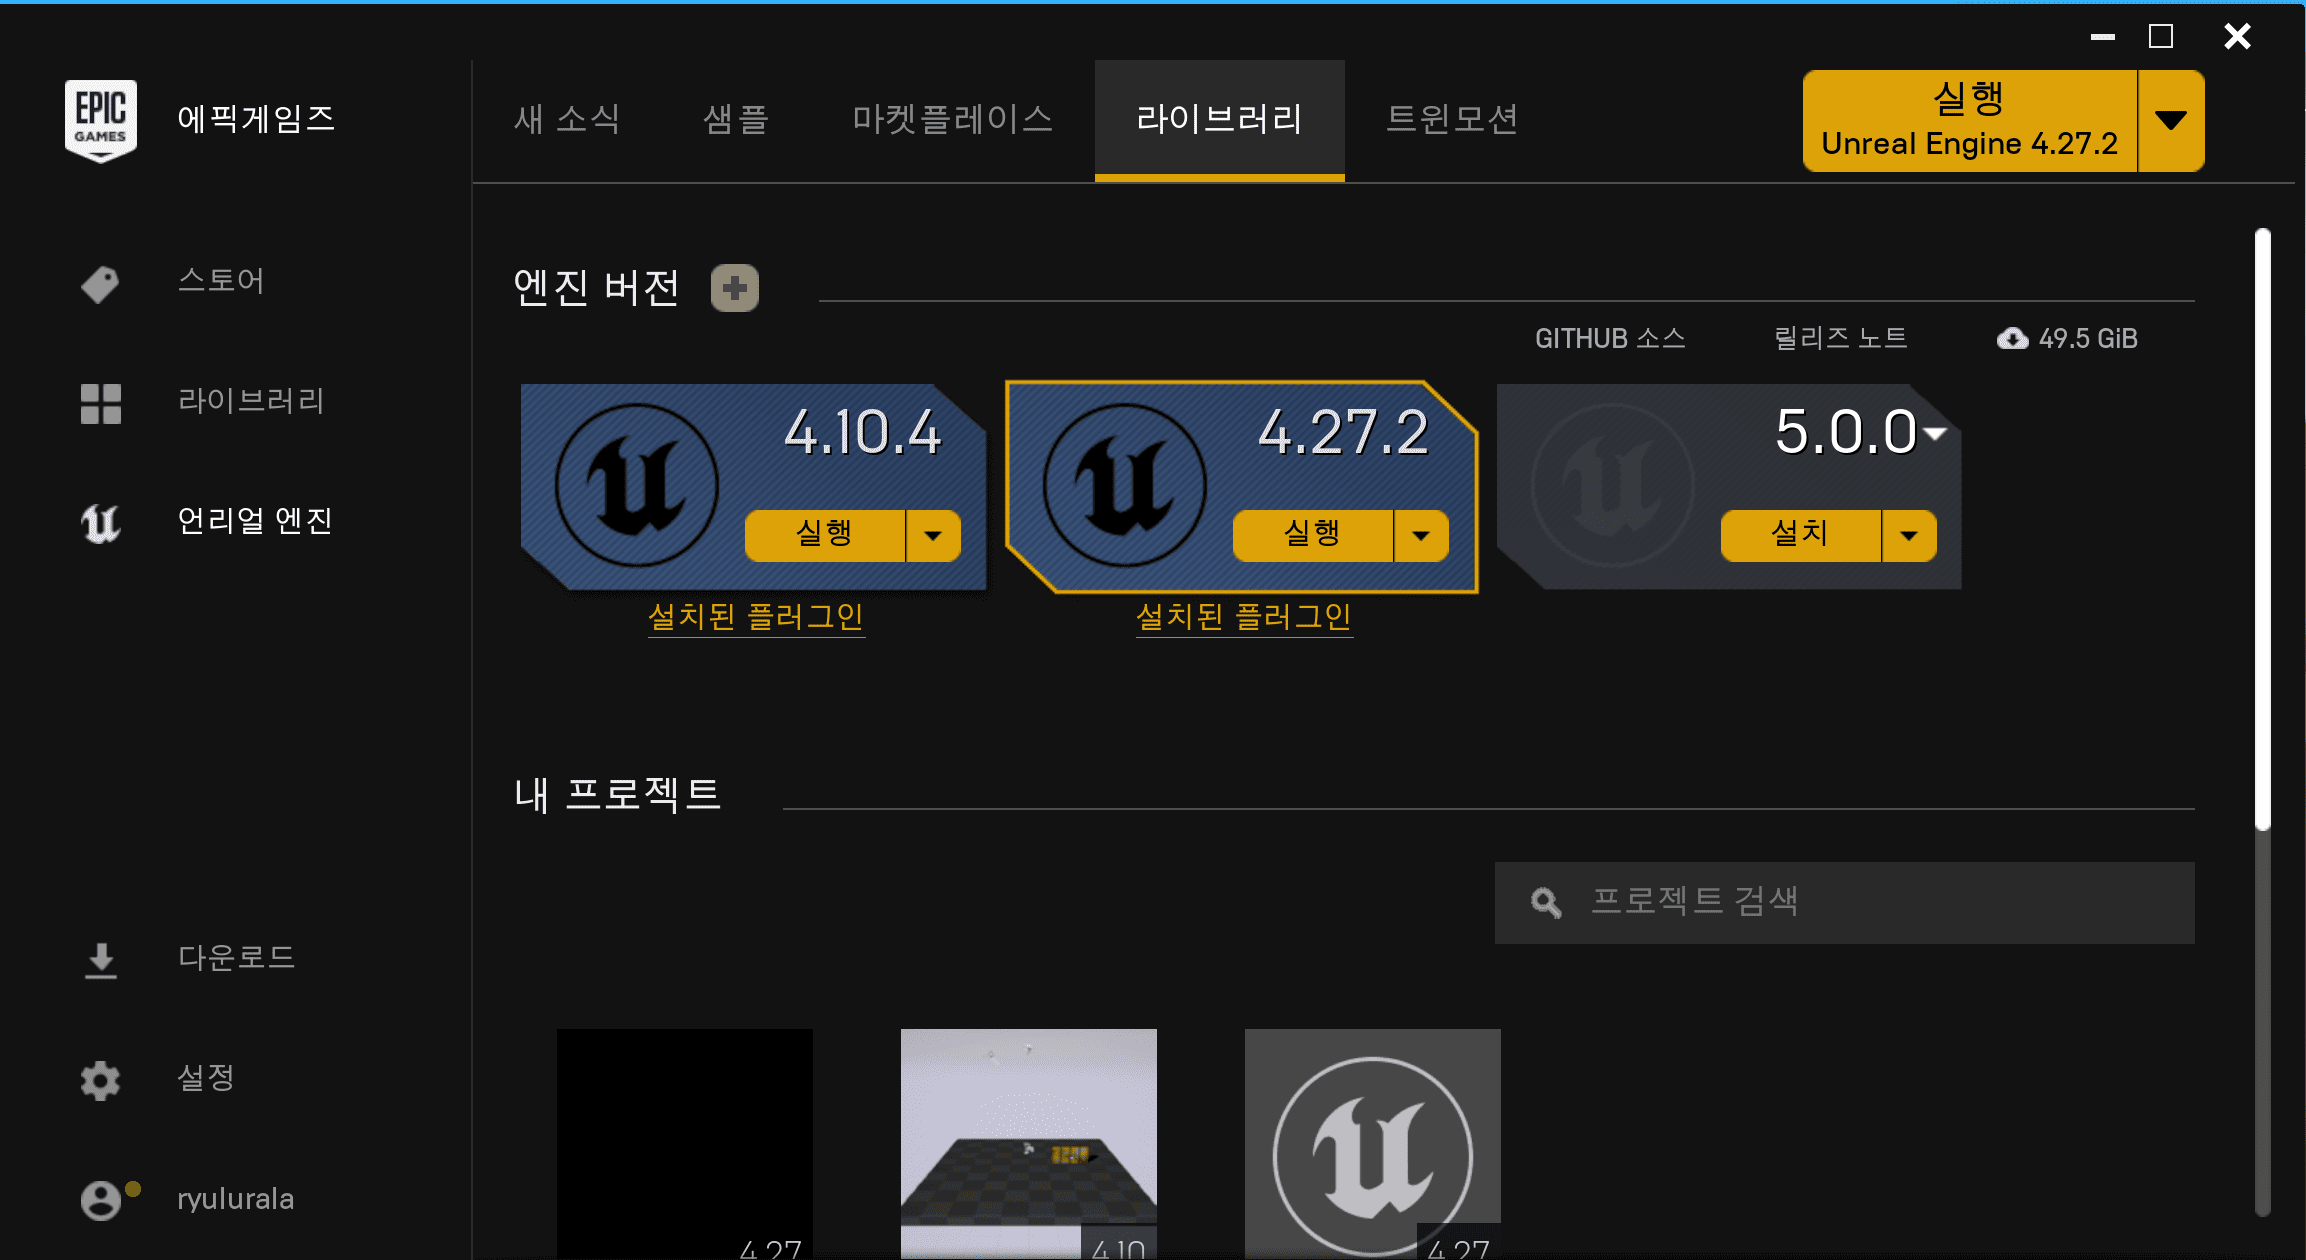 EPIC
GAMES
에픽게임즈
새 소식
샘플
마켓플레이스
라이브러리
트윈모션
실행
Unreal Engine 4.27.2
스토어
라이브러리
언리얼 엔진
다운로드
설정
ryulurala
엔진 버전
GITHUB 소스
릴리즈 노트
49.5 GiB
4.10.4
실행
설치된 플러그인
4.27.2
실행
설치된 플러그인
5.0.0
설치
내 프로젝트
프로젝트 검색
4.27
4.10
4.27